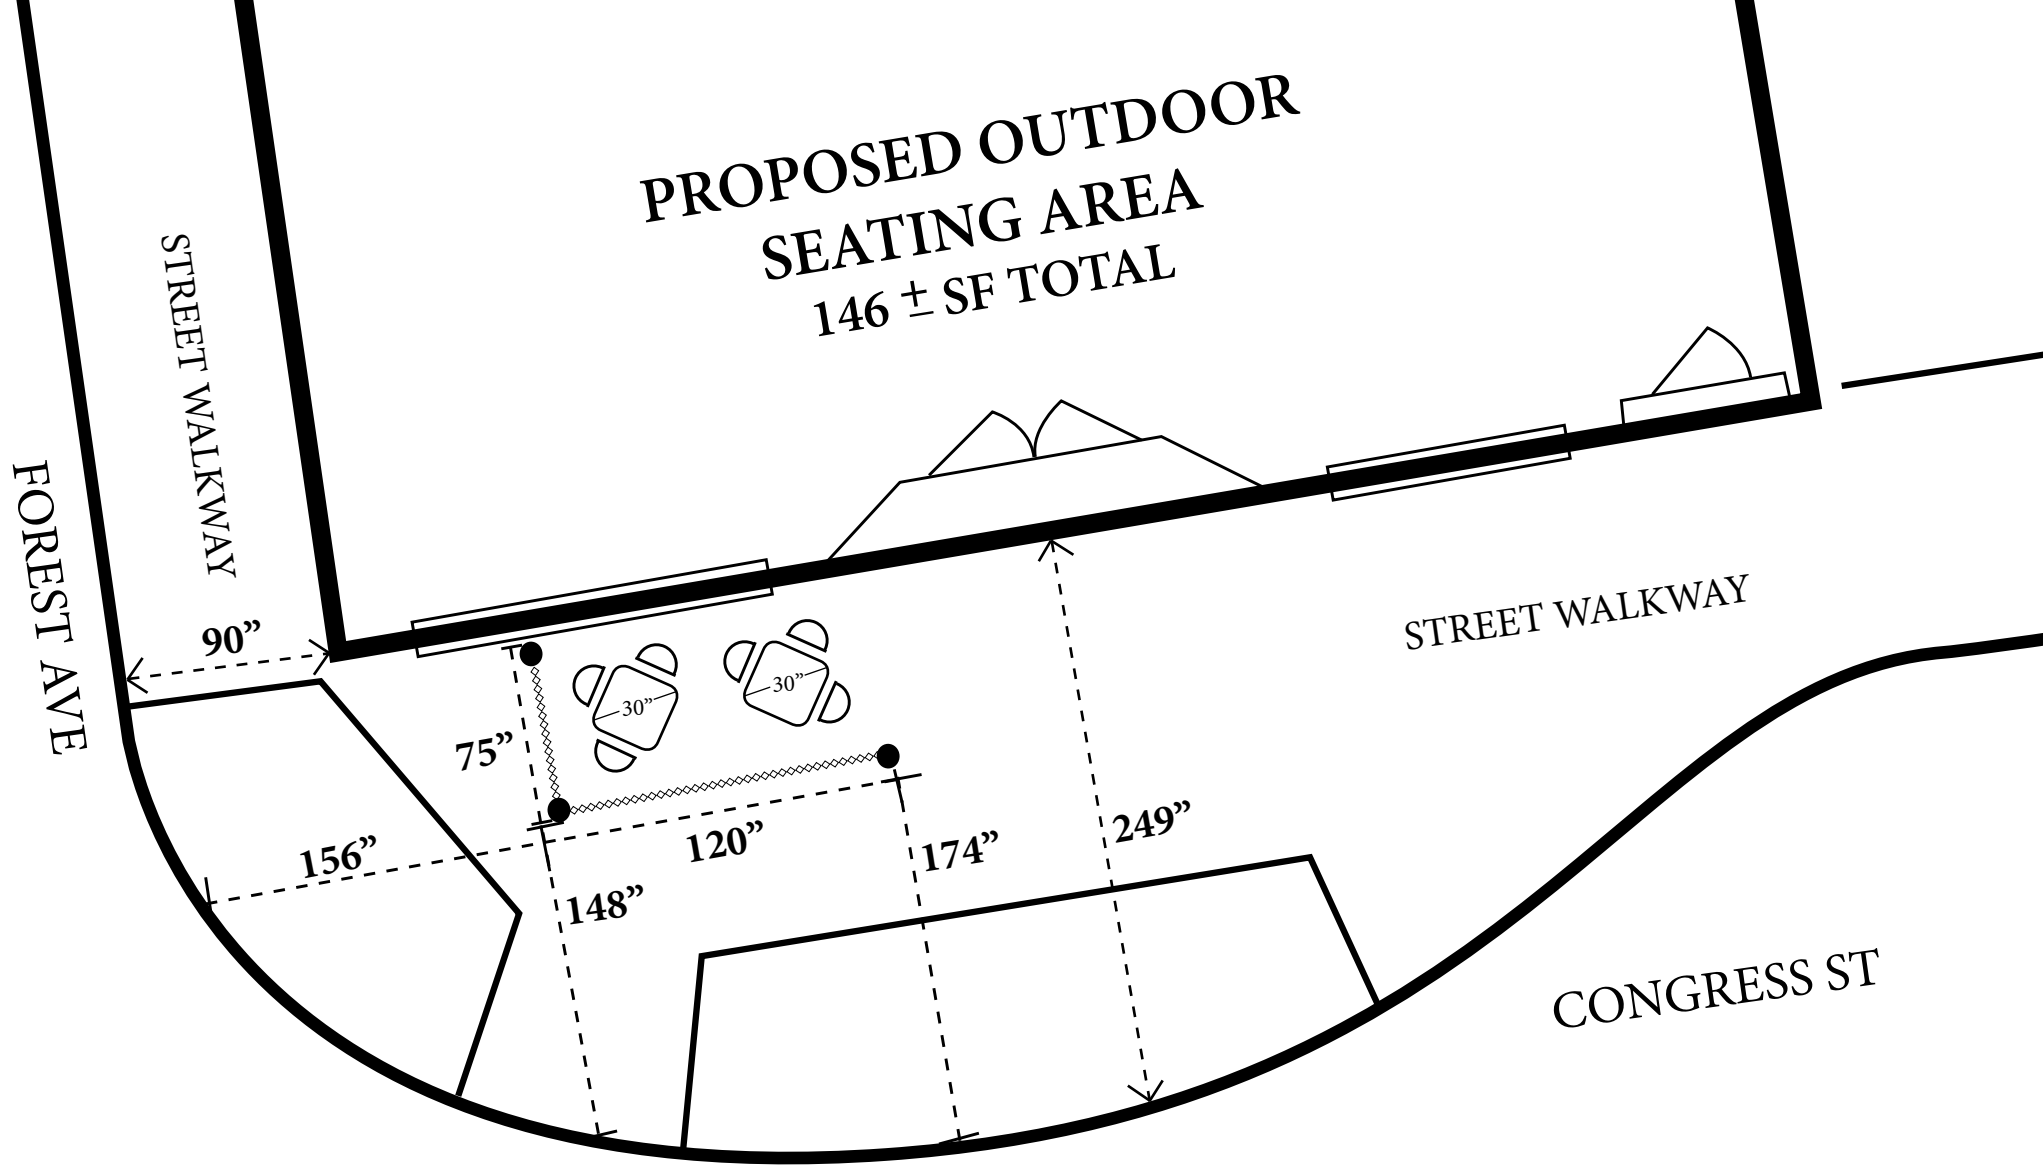 PROPOSED OUTDOOR
SEATING AREA
146 ± SF TOTAL
STREET WALKWAY
FOREST AVE
90”
STREET WALKWAY
30”
30”
75”
120”
156”
148”
174”
249”
CONGRESS ST